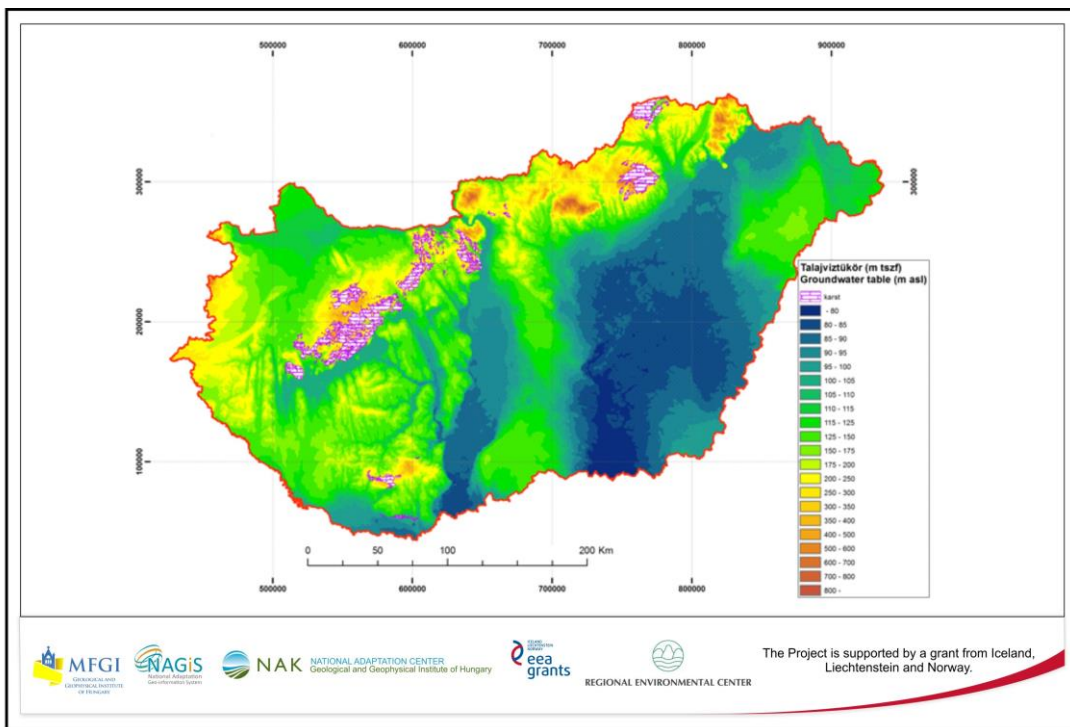 500000 600000 700000 800000 900000
300000
300000
200000
100000
100000
Talajvíztükör (m tszf)
Groundwater table (m asl)
karst
- 80
80 - 85
85 - 90
90 - 95
95 - 100
100 - 105
105 - 110
110 - 115
115 - 125
125 - 150
150 - 175
175 - 200
200 - 250
250 - 300
300 - 350
350 - 400
400 - 500
500 - 600
600 - 700
700 - 800
800 -
0 50 100 200 Km
500000 600000 700000 800000
MFGI
GEOLOGICAL AND
GEOPHYSICAL INSTITUTE
OF HUNGARY
NAGiS
National Adaptation
Geo-information System
NAK
NATIONAL ADAPTATION CENTER
Geological and Geophysical Institute of Hungary
ICELAND
LIECHTENSTEIN
NORWAY
eea
grants
REGIONAL ENVIRONMENTAL CENTER
The Project is supported by a grant from Iceland,
Liechtenstein and Norway.